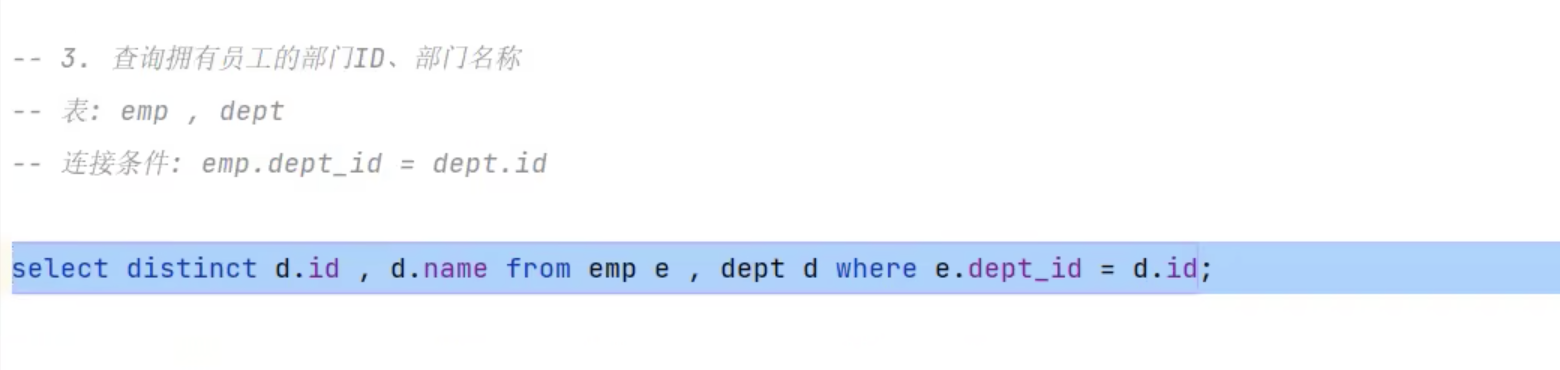 -- 3. 查询拥有员工的部门ID、部门名称
-- 表: emp , dept
-- 连接条件: emp.dept_id = dept.id
select distinct d.id , d.name from emp e , dept d where e.dept_id = d.id;